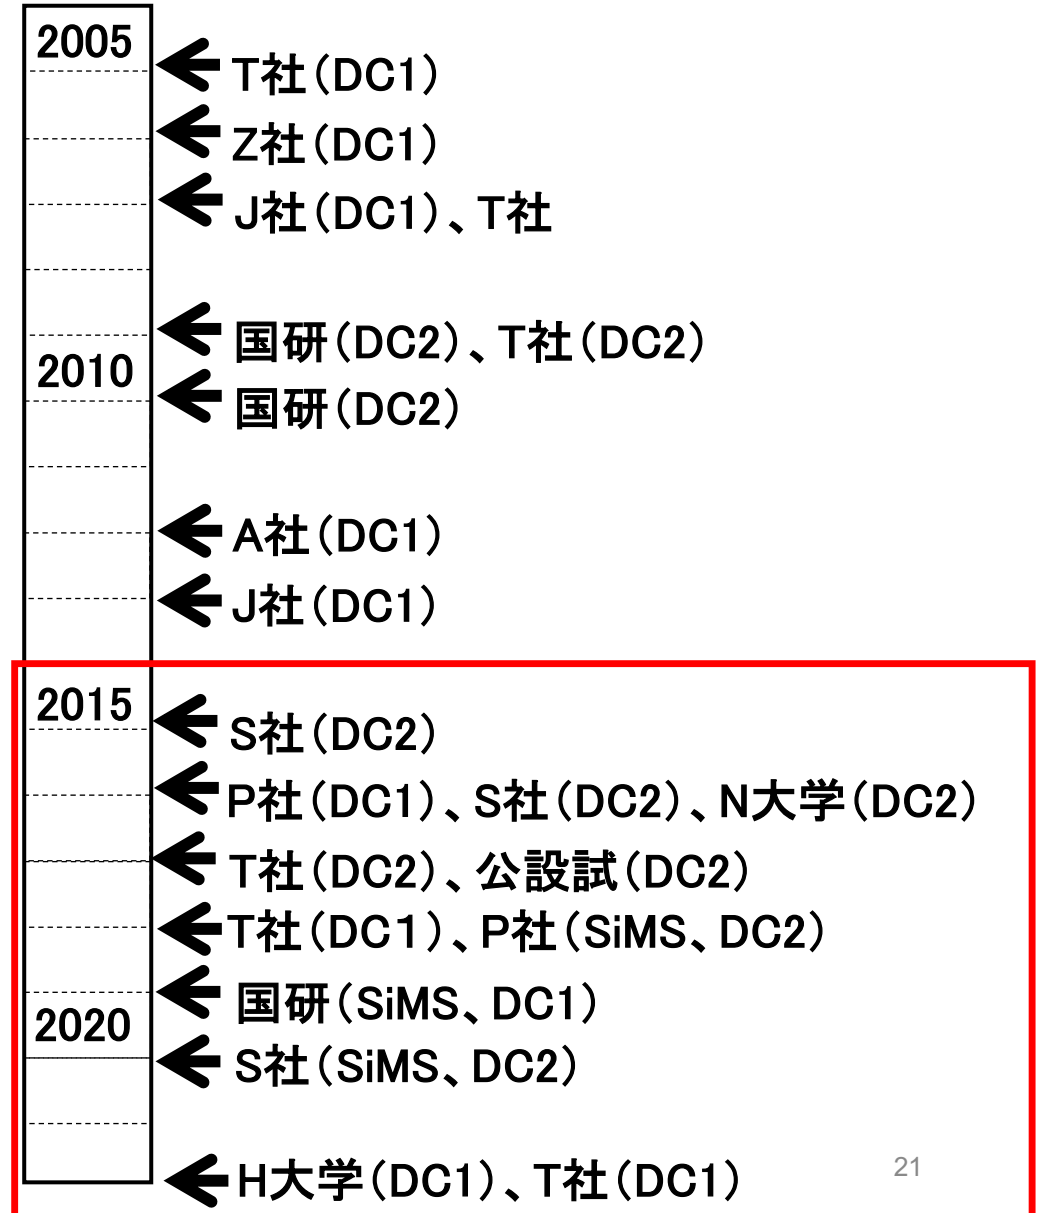 2005
T社（DC1）
Z社（DC1）
J社（DC1）、T社
国研（DC2）、T社（DC2）
2010
国研（DC2）
A社（DC1）
J社（DC1）
2015
S社（DC2）
P社（DC1）、S社（DC2）、N大学（DC2）
T社（DC2）、公設試（DC2）
T社（DC１）、P社（SiMS、DC2）
国研（SiMS、DC1）
2020
S社（SiMS、DC2）
H大学（DC1）、T社（DC1）
21